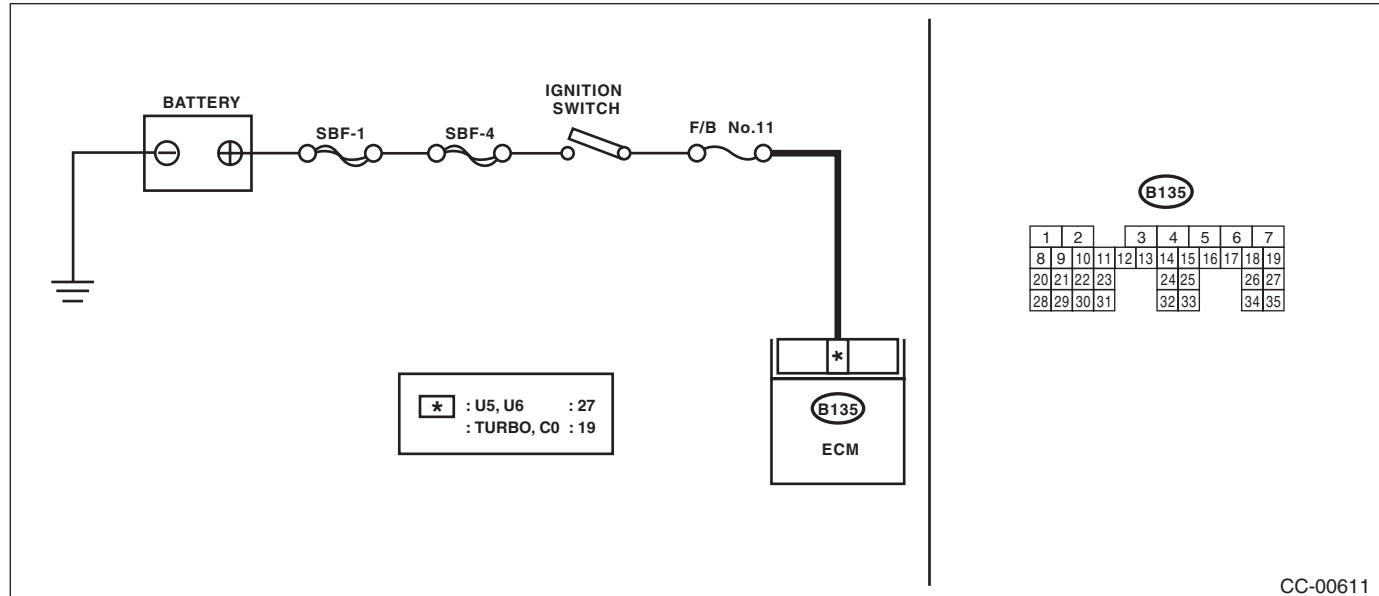 BATTERY
SBF-1
SBF-4
IGNITION
SWITCH
F/B No.11
* : U5, U6 : 27
: TURBO, C0 : 19
*
B135
ECM
B135
1 2 3 4 5 6 7
8 9 10 11 12 13 14 15 16 17 18 19
20 21 22 23 24 25 26 27
28 29 30 31 32 33 34 35
CC-00611